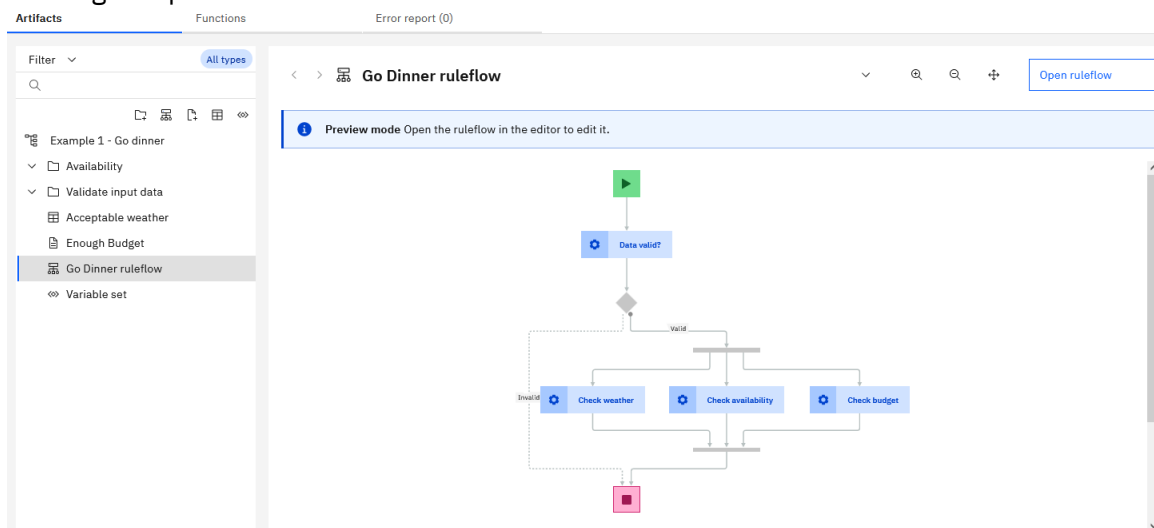 Artifacts
Functions
Error report (0)
Filter
All types
Example 1 - Go dinner
Availability
Validate input data
Acceptable weather
Enough Budget
Go Dinner ruleflow
Variable set
Go Dinner ruleflow
Open ruleflow
Preview mode Open the ruleflow in the editor to edit it.
Data valid?
Valid
Invalid
Check weather
Check availability
Check budget